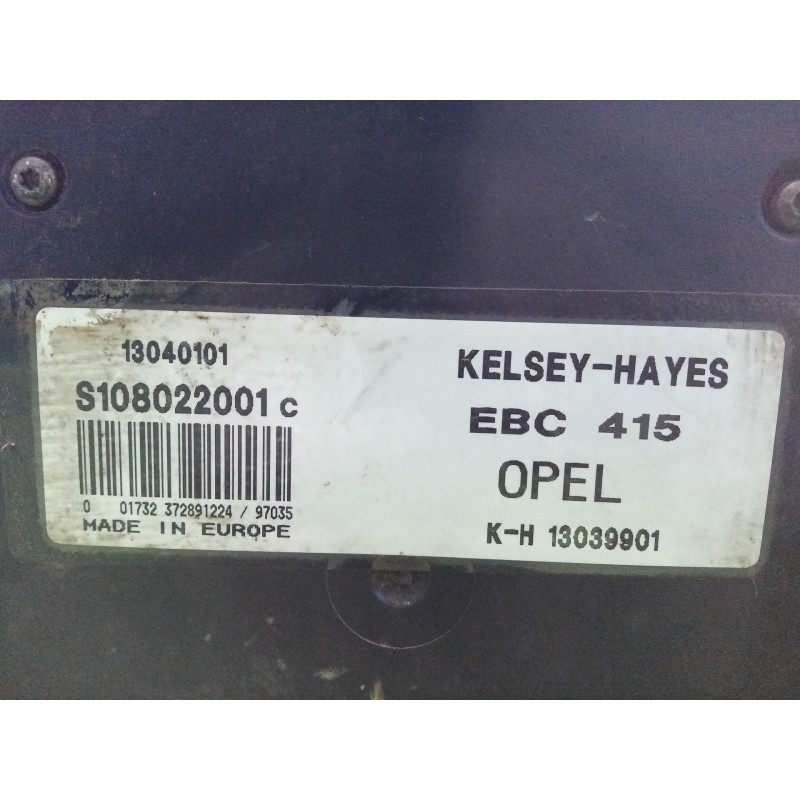 13040101
S108022001 C
0 01732 372891224 / 97035
MADE IN EUROPE
KELSEY-HAYES
EBC 415
OPEL
K-H 13039901